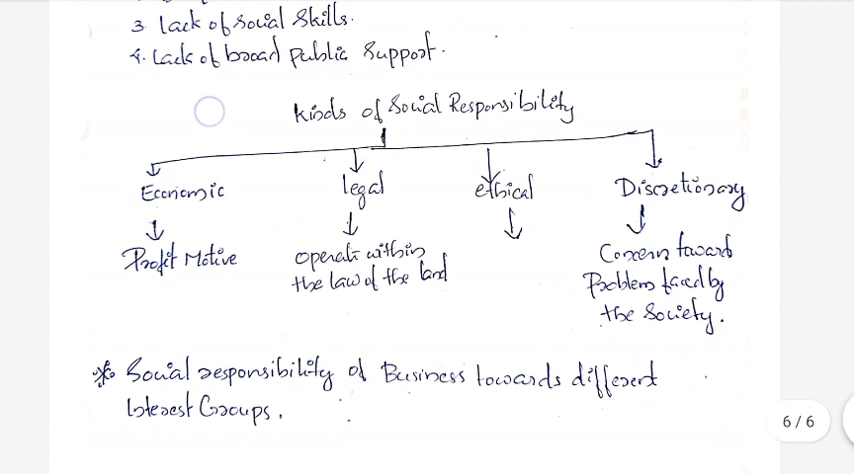 3. Lack of Social Skills.
4. Lack of broad public Support.
Kinds of Social Responsibility
Economic legal ethical Discretionary
Profit Motive
operate within
the law of the land
Concern toward
Problems faced by
the Society.
* Social responsibility of Business towards different
Interest Groups.
6 / 6